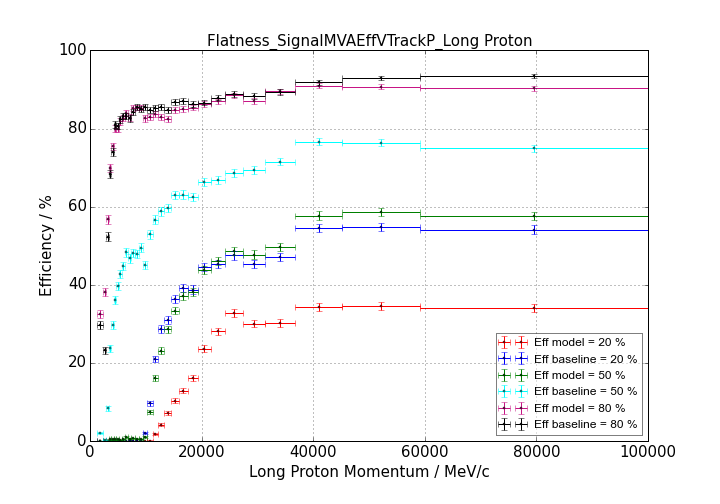 Flatness_SignalMVAEffVTrackP_Long Proton
100
80
60
40
20
0
Efficiency / %
0 20000 40000 60000 80000 100000
Long Proton Momentum / MeV/c
Eff model = 20 %
Eff baseline = 20 %
Eff model = 50 %
Eff baseline = 50 %
Eff model = 80 %
Eff baseline = 80 %